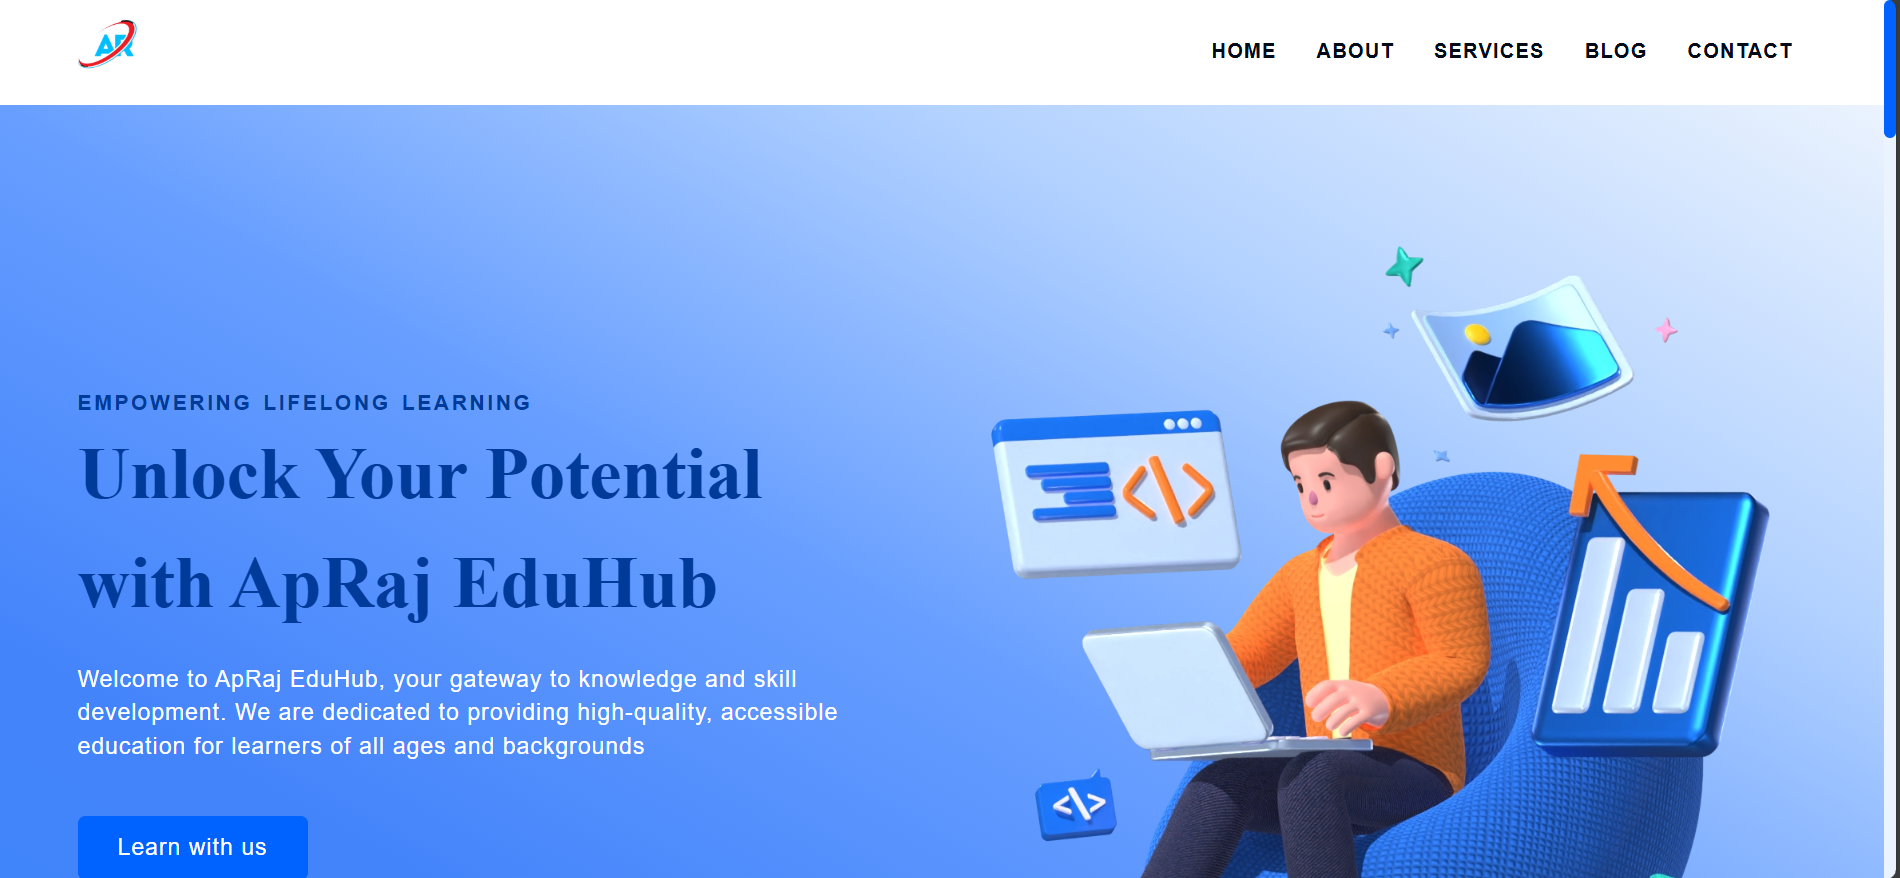 AR
HOME ABOUT SERVICES BLOG CONTACT
EMPOWERING LIFELONG LEARNING
Unlock Your Potential
with ApRaj EduHub
Welcome to ApRaj EduHub, your gateway to knowledge and skill
development. We are dedicated to providing high-quality, accessible
education for learners of all ages and backgrounds
</>
</>
Learn with us